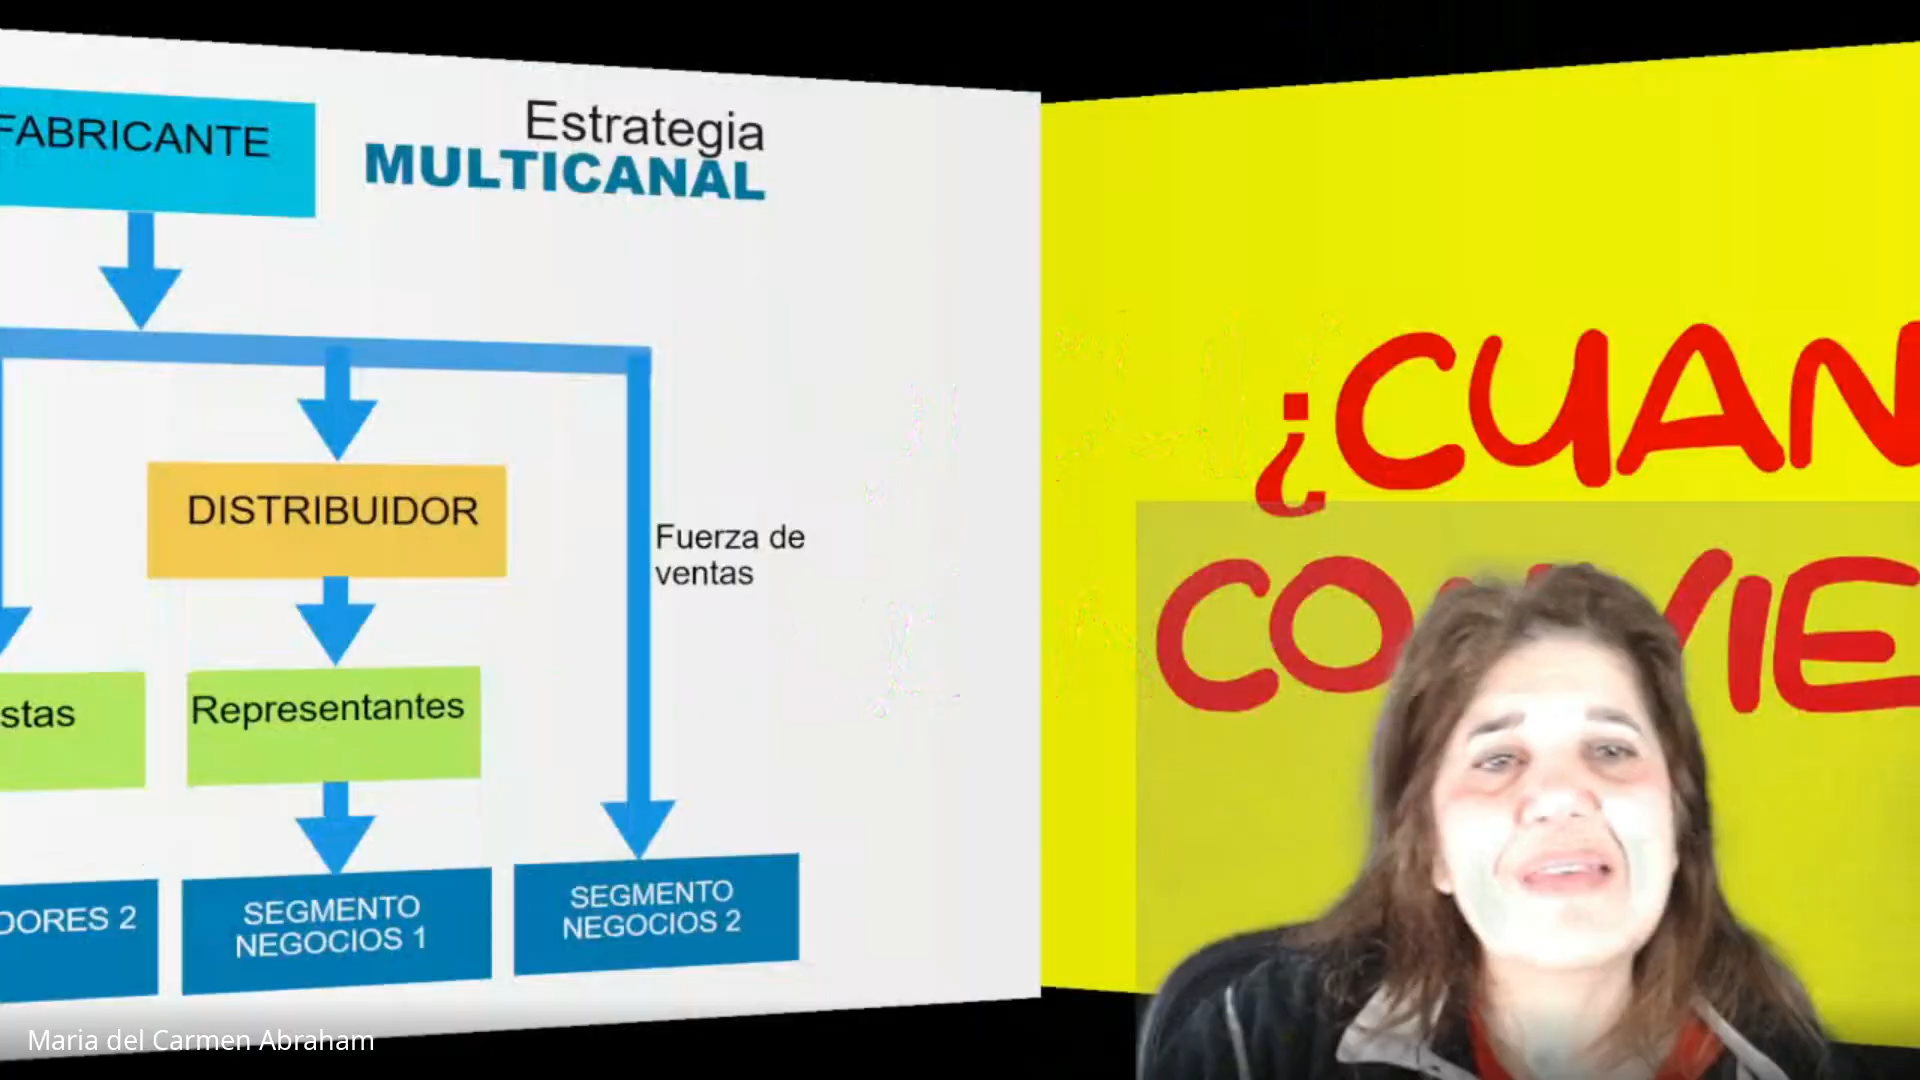 FABRICANTE
Estrategia
MULTICANAL
DISTRIBUIDOR
Fuerza de
ventas
stas
Representantes
DORES 2
SEGMENTO
NEGOCIOS 1
SEGMENTO
NEGOCIOS 2
¿CUAN
CO VIE
Maria del Carmen Abraham